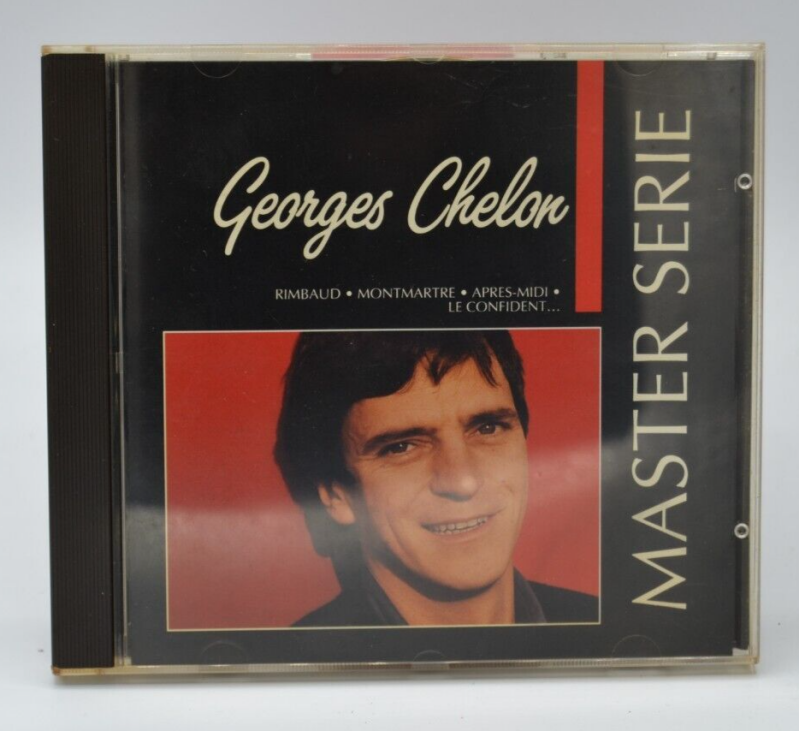 Georges Chelon
RIMBAUD • MONTMARTRE • APRES-MIDI •
LE CONFIDENT...
MASTER SERIE